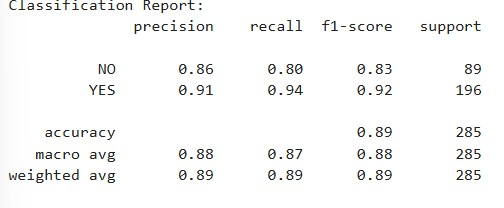 Classification Report:
precision recall f1-score support
NO 0.86 0.80 0.83 89
YES 0.91 0.94 0.92 196
accuracy 0.89 285
macro avg 0.88 0.87 0.88 285
weighted avg 0.89 0.89 0.89 285